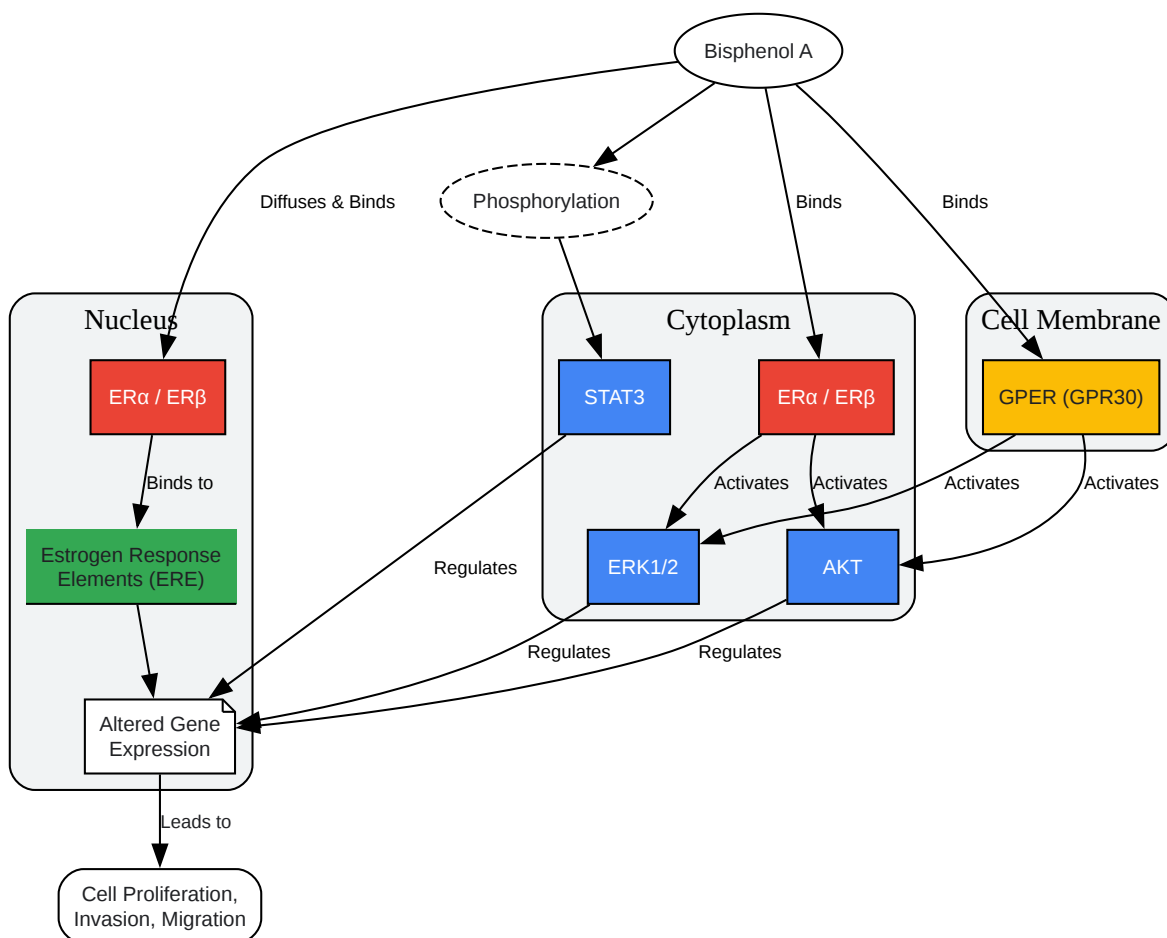 Bisphenol A
Phosphorylation
Diffuses & Binds
Binds
Binds
Nucleus
Cytoplasm
Cell Membrane
ERα / ERβ
STAT3
ERα / ERβ
GPER (GPR30)
Binds to
Activates
Activates
Activates
Activates
Estrogen Response
Elements (ERE)
Regulates
ERK1/2
AKT
Regulates
Regulates
Altered Gene
Expression
Leads to
Cell Proliferation,
Invasion, Migration